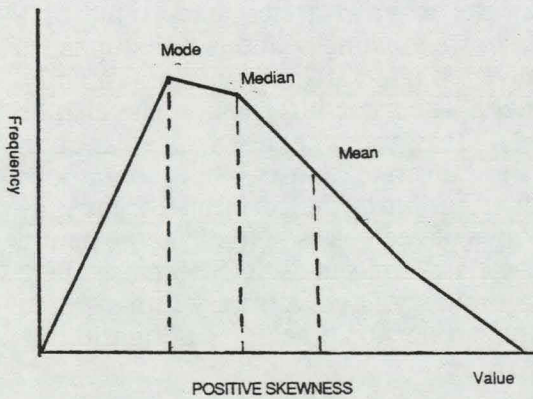 Mode
Median
Mean
Frequency
Value
POSITIVE SKEWNESS